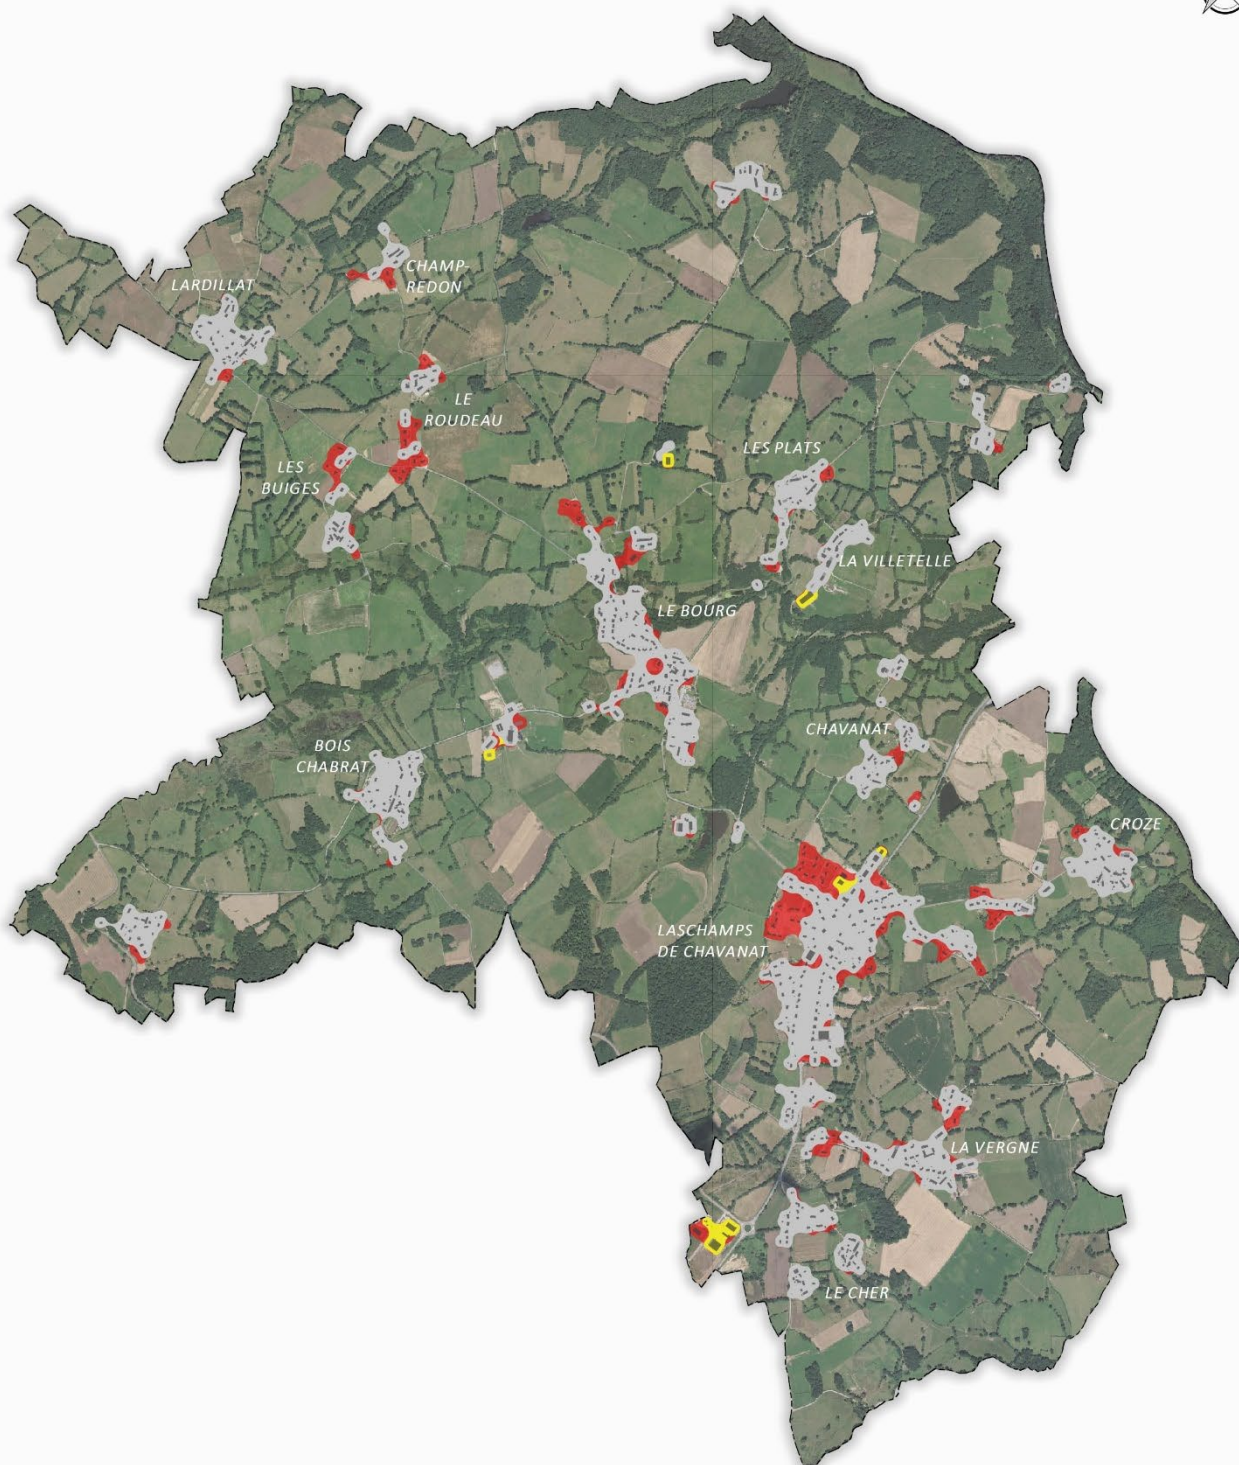 LARDILLAT
CHAMP-
REDON
LE
ROUDEAU
LES
BUIGES
LES PLATS
LA VILLETELLE
LE BOURG
CHAVANAT
BOIS
CHABRAT
CROZE
LASCHAMPS
DE CHAVANAT
LA VERGNE
LE CHER